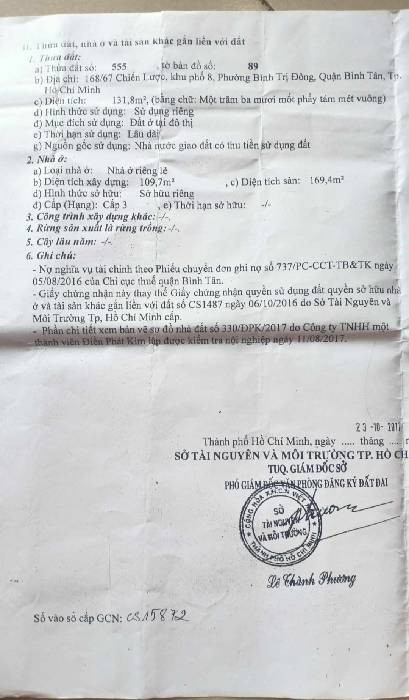 II. Thửa đất, nhà ở và tài sản khác gắn liền với đất
1. Thửa đất:
a) Thửa đất số: 555 , tờ bản đồ số: 89
b) Địa chỉ: 168/67 Chiến Lược, khu phố 8, Phường Bình Trị Đông, Quận Bình Tân, Tp.
Hồ Chí Minh
c) Diện tích: 131,8m², (bằng chữ: Một trăm ba mươi mốt phẩy tám mét vuông)
d) Hình thức sử dụng: Sử dụng riêng
đ) Mục đích sử dụng: Đất ở tại đô thị
e) Thời hạn sử dụng: Lâu dài
g) Nguồn gốc sử dụng: Nhà nước giao đất có thu tiền sử dụng đất
2. Nhà ở:
a) Loại nhà ở: Nhà ở riêng lẻ
b) Diện tích xây dựng: 109,7m² , c) Diện tích sàn: 169,4m²
d) Hình thức sở hữu: Sở hữu riêng
đ) Cấp (Hạng): Cấp 3 , e) Thời hạn sở hữu: -/-
3. Công trình xây dựng khác: -/-.
4. Rừng sản xuất là rừng trồng: -/-.
5. Cây lâu năm: -/-.
6. Ghi chú:
- Nợ nghĩa vụ tài chính theo Phiếu chuyển đơn ghi nợ số 737/PC-CCT-TB&TK ngày
05/08/2016 của Chi cục thuế quận Bình Tân.
- Giấy chứng nhận này thay thế Giấy chứng nhận quyền sử dụng đất quyền sở hữu nhà
ở và tài sản khác gắn liền với đất số CS1487 ngày 06/10/2016 do Sở Tài Nguyên và
Môi Trường Tp. Hồ Chí Minh cấp.
- Phần chi tiết xem bản vẽ sơ đồ nhà đất số 330/ĐPK/2017 do Công ty TNHH một
thành viên Điền Phát Kim lập được kiểm tra nội nghiệp ngày 11/08/2017.
23 -10- 2017
Thành phố Hồ Chí Minh, ngày ..... tháng .....
SỞ TÀI NGUYÊN VÀ MÔI TRƯỜNG TP. HỒ CH
TUQ. GIÁM ĐỐC SỞ
PHÓ GIÁM ĐỐC VĂN PHÒNG ĐĂNG KÝ ĐẤT ĐAI
SỞ
TÀI NGUYÊN
VÀ MÔI TRƯỜNG
THÀNH PHỐ HỒ CHÍ MINH
Lê Thành Phương
Số vào sổ cấp GCN: CS15872